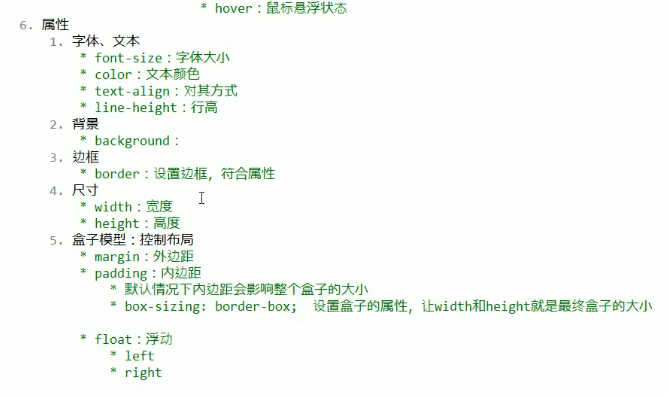 * hover：鼠标悬浮状态
6. 属性
1. 字体、文本
* font-size：字体大小
* color：文本颜色
* text-align：对其方式
* line-height：行高
2. 背景
* background：
3. 边框
* border：设置边框，符合属性
4. 尺寸
* width：宽度
* height：高度
5. 盒子模型：控制布局
* margin：外边距
* padding：内边距
* 默认情况下内边距会影响整个盒子的大小
* box-sizing: border-box;  设置盒子的属性，让width和height就是最终盒子的大小
* float：浮动
* left
* right